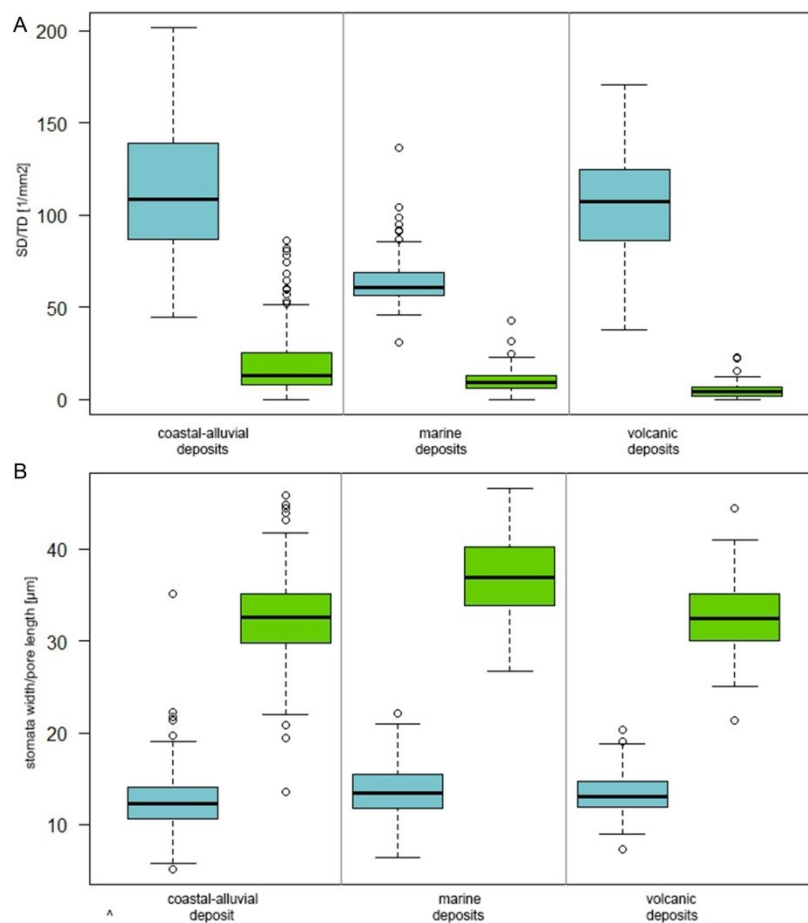 A
200
150
100
50
0
SD/TD [1/mm2]
coastal-alluvial
deposits
marine
deposits
volcanic
deposits
B
40
30
20
10
stomata width/pore length [µm]
coastal-alluvial
deposit
marine
deposits
volcanic
deposits
^